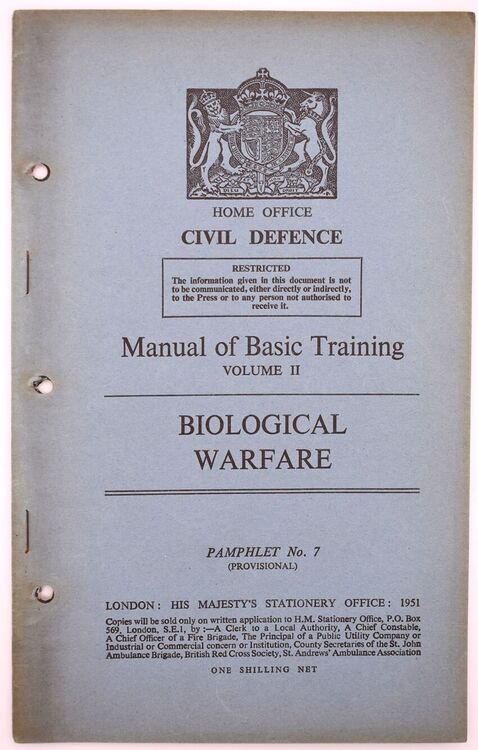 DIEU DROIT
HOME OFFICE
CIVIL DEFENCE
RESTRICTED
The information given in this document is not
to be communicated, either directly or indirectly,
to the Press or to any person not authorised to
receive it.
Manual of Basic Training
VOLUME II
BIOLOGICAL
WARFARE
PAMPHLET No. 7
(PROVISIONAL)
LONDON: HIS MAJESTY'S STATIONERY OFFICE: 1951
Copies will be sold only on written application to H.M. Stationery Office, P.O. Box
569, London, S.E.1, by :—A Clerk to a Local Authority, A Chief Constable,
A Chief Officer of a Fire Brigade, The Principal of a Public Utility Company or
Industrial or Commercial concern or Institution, County Secretaries of the St. John
Ambulance Brigade, British Red Cross Society, St. Andrews' Ambulance Association
ONE SHILLING NET